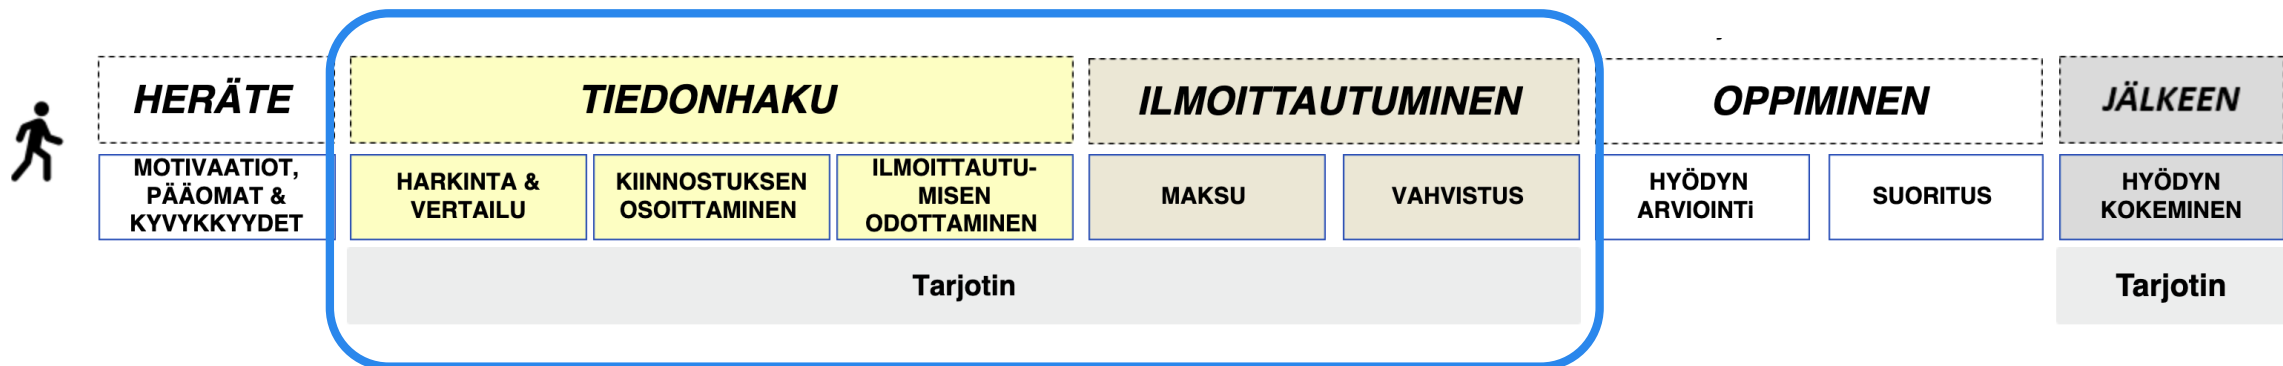 HERÄTE
TIEDONHAKU
ILMOITTAUTUMINEN
OPPIMINEN
JÄLKEEN
MOTIVAATIOT,
PÄÄOMAT &
KYVYKKYYDET
HARKINTA &
VERTAILU
KIINNOSTUKSEN
OSOITTAMINEN
ILMOITTAUTU-
MISEN
ODOTTAMINEN
MAKSU
VAHVISTUS
HYÖDYN
ARVIOINTi
SUORITUS
HYÖDYN
KOKEMINEN
Tarjotin
Tarjotin